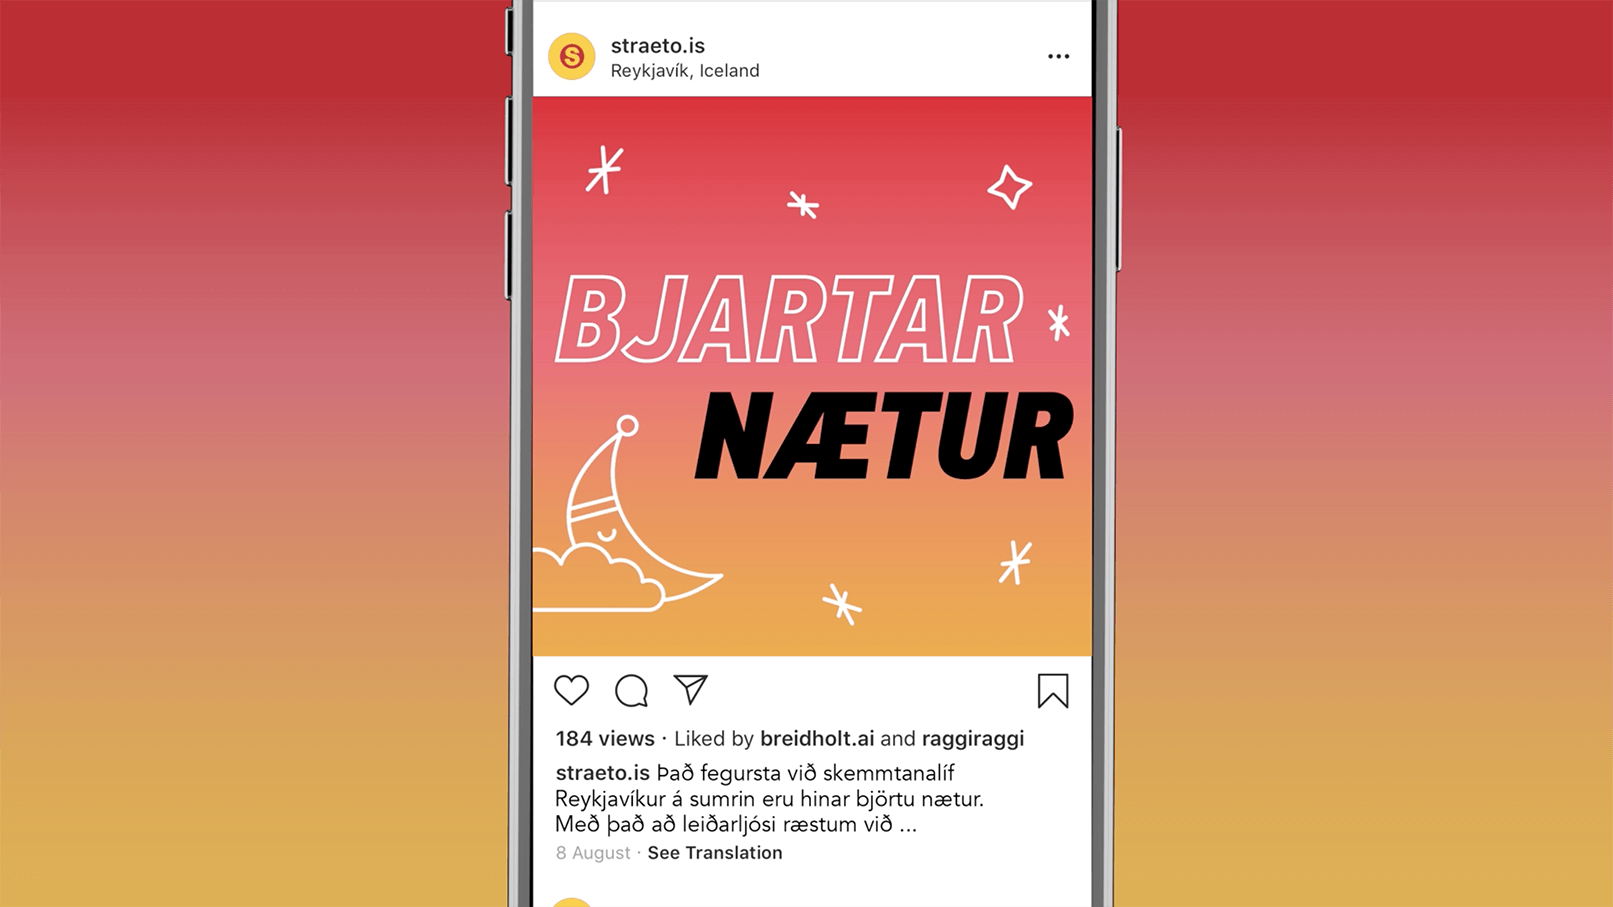 S
straeto.is
Reykjavík, Iceland
BJARTAR
NÆTUR
184 views · Liked by breidholt.ai and raggiraggi
straeto.is Það fegursta við skemmtanalíf
Reykjavíkur á sumrin eru hinar björtu nætur.
Með það að leiðarljósi ræstum við ...
8 August · See Translation